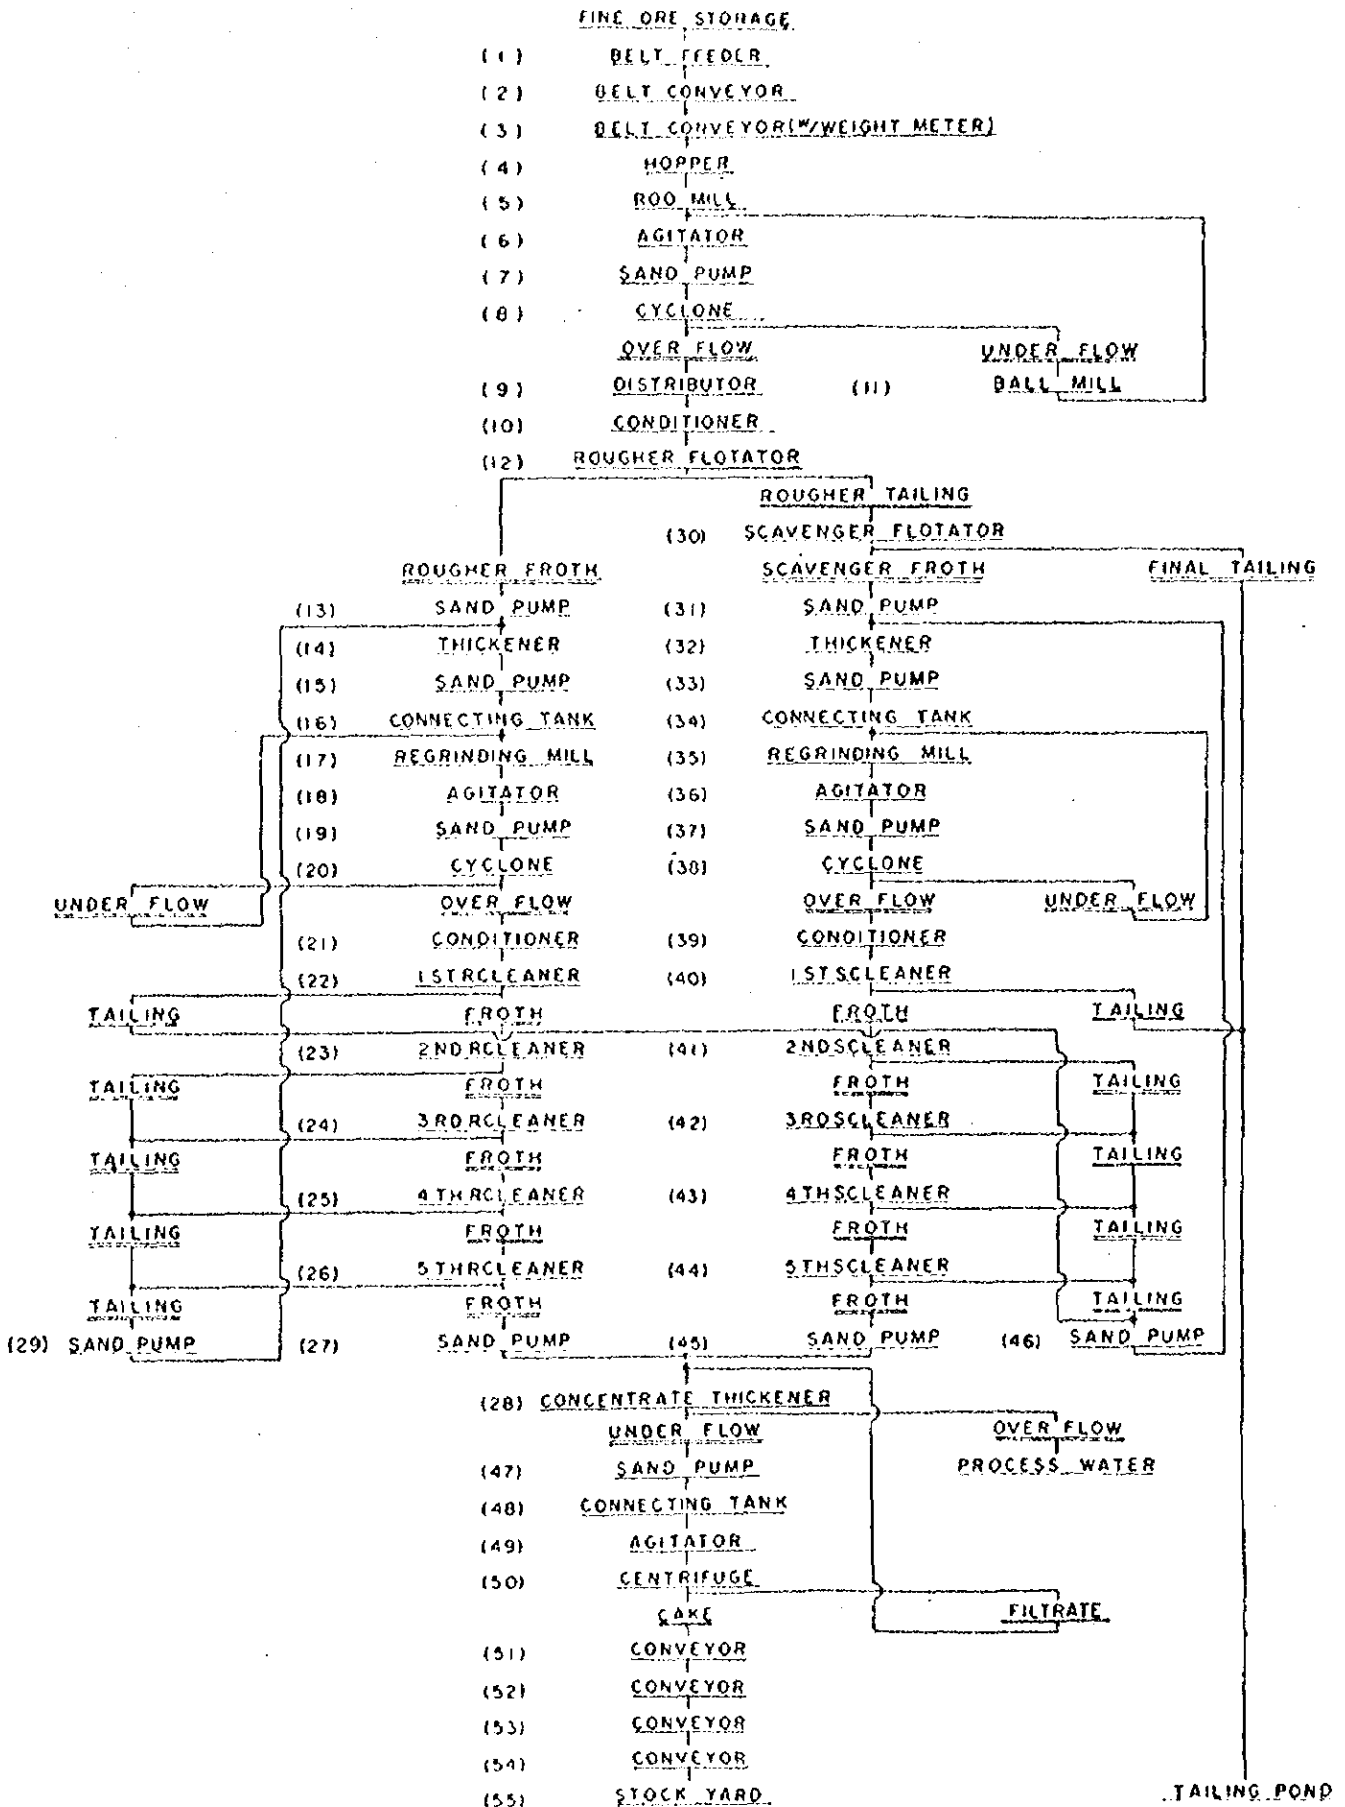 FINE ORE STORAGE
(1) BELT FEEDER
(2) BELT CONVEYOR
(3) BELT CONVEYOR(W/WEIGHT METER)
(4) HOPPER
(5) ROD MILL
(6) AGITATOR
(7) SAND PUMP
(8) CYCLONE
OVER FLOW UNDER FLOW
(9) DISTRIBUTOR (11) BALL MILL
(10) CONDITIONER
(12) ROUGHER FLOTATOR
ROUGHER TAILING
(30) SCAVENGER FLOTATOR
ROUGHER FROTH SCAVENGER FROTH FINAL TAILING
(13) SAND PUMP (31) SAND PUMP
(14) THICKENER (32) THICKENER
(15) SAND PUMP (33) SAND PUMP
(16) CONNECTING TANK (34) CONNECTING TANK
(17) REGRINDING MILL (35) REGRINDING MILL
(18) AGITATOR (36) AGITATOR
(19) SAND PUMP (37) SAND PUMP
(20) CYCLONE (38) CYCLONE
UNDER FLOW OVER FLOW OVER FLOW UNDER FLOW
(21) CONDITIONER (39) CONDITIONER
(22) 1STRCLEANER (40) 1STSCLEANER
TAILING FROTH FROTH TAILING
(23) 2NDRCLEANER (41) 2NDSCLEANER
TAILING FROTH FROTH TAILING
(24) 3RDRCLEANER (42) 3RDSCLEANER
TAILING FROTH FROTH TAILING
(25) 4THRCLEANER (43) 4THSCLEANER
TAILING FROTH FROTH TAILING
(26) 5THRCLEANER (44) 5THSCLEANER
TAILING FROTH FROTH TAILING
(29) SAND PUMP (27) SAND PUMP (45) SAND PUMP (46) SAND PUMP
(28) CONCENTRATE THICKENER
UNDER FLOW OVER FLOW
(47) SAND PUMP PROCESS WATER
(48) CONNECTING TANK
(49) AGITATOR
(50) CENTRIFUGE
CAKE FILTRATE
(51) CONVEYOR
(52) CONVEYOR
(53) CONVEYOR
(54) CONVEYOR
(55) STOCK YARD TAILING POND